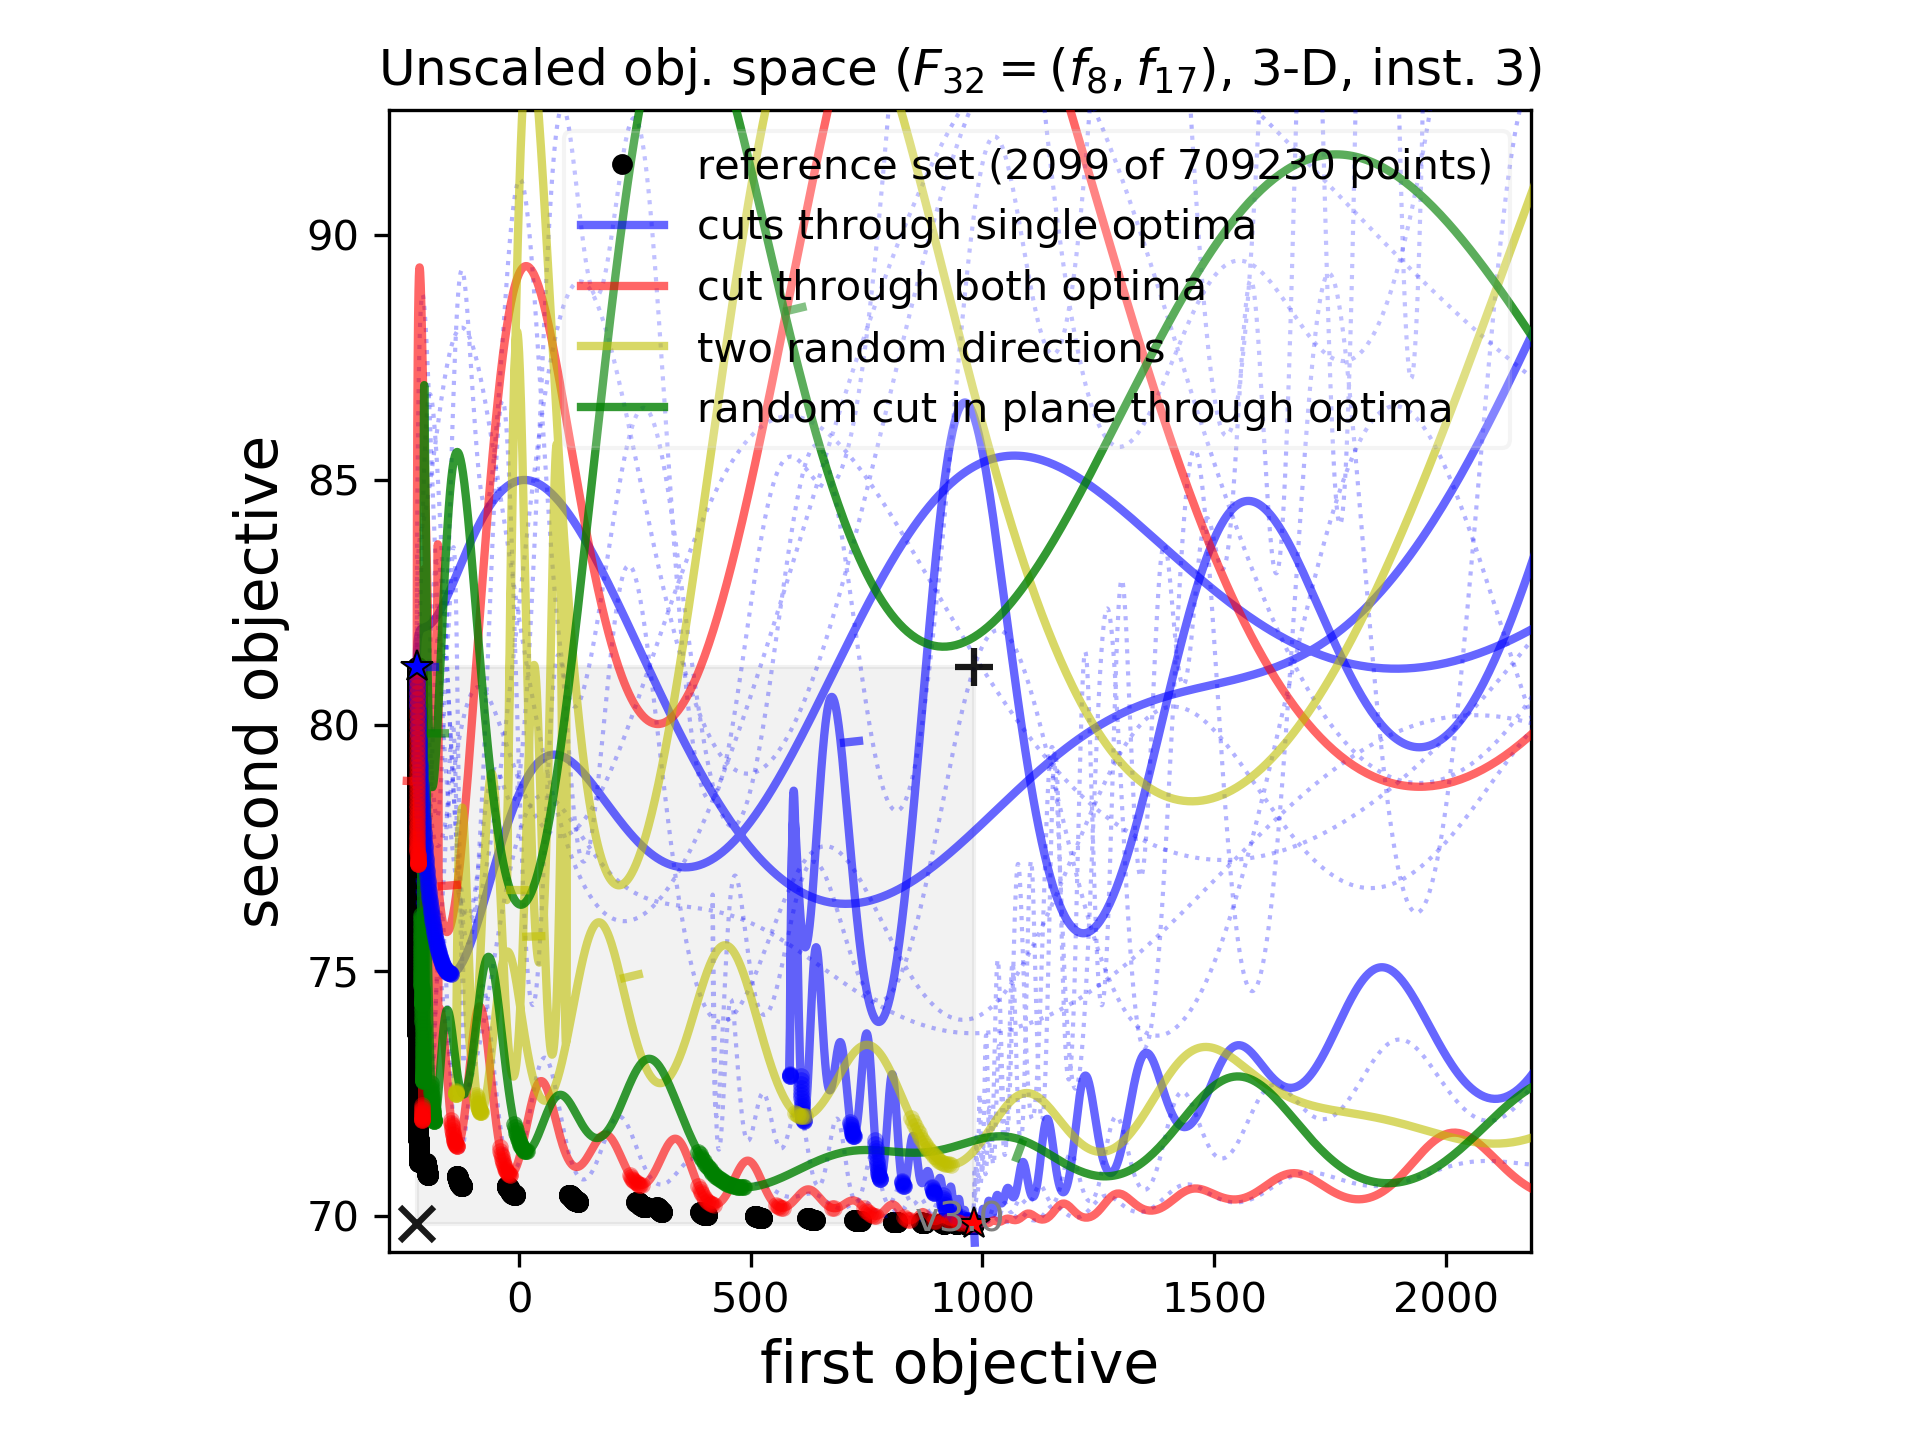 Unscaled obj. space (F32 = (f8, f17), 3-D, inst. 3)
reference set (2099 of 709230 points)
cuts through single optima
cut through both optima
two random directions
random cut in plane through optima
90
85
80
75
70
second objective
v3.0
0 500 1000 1500 2000
first objective